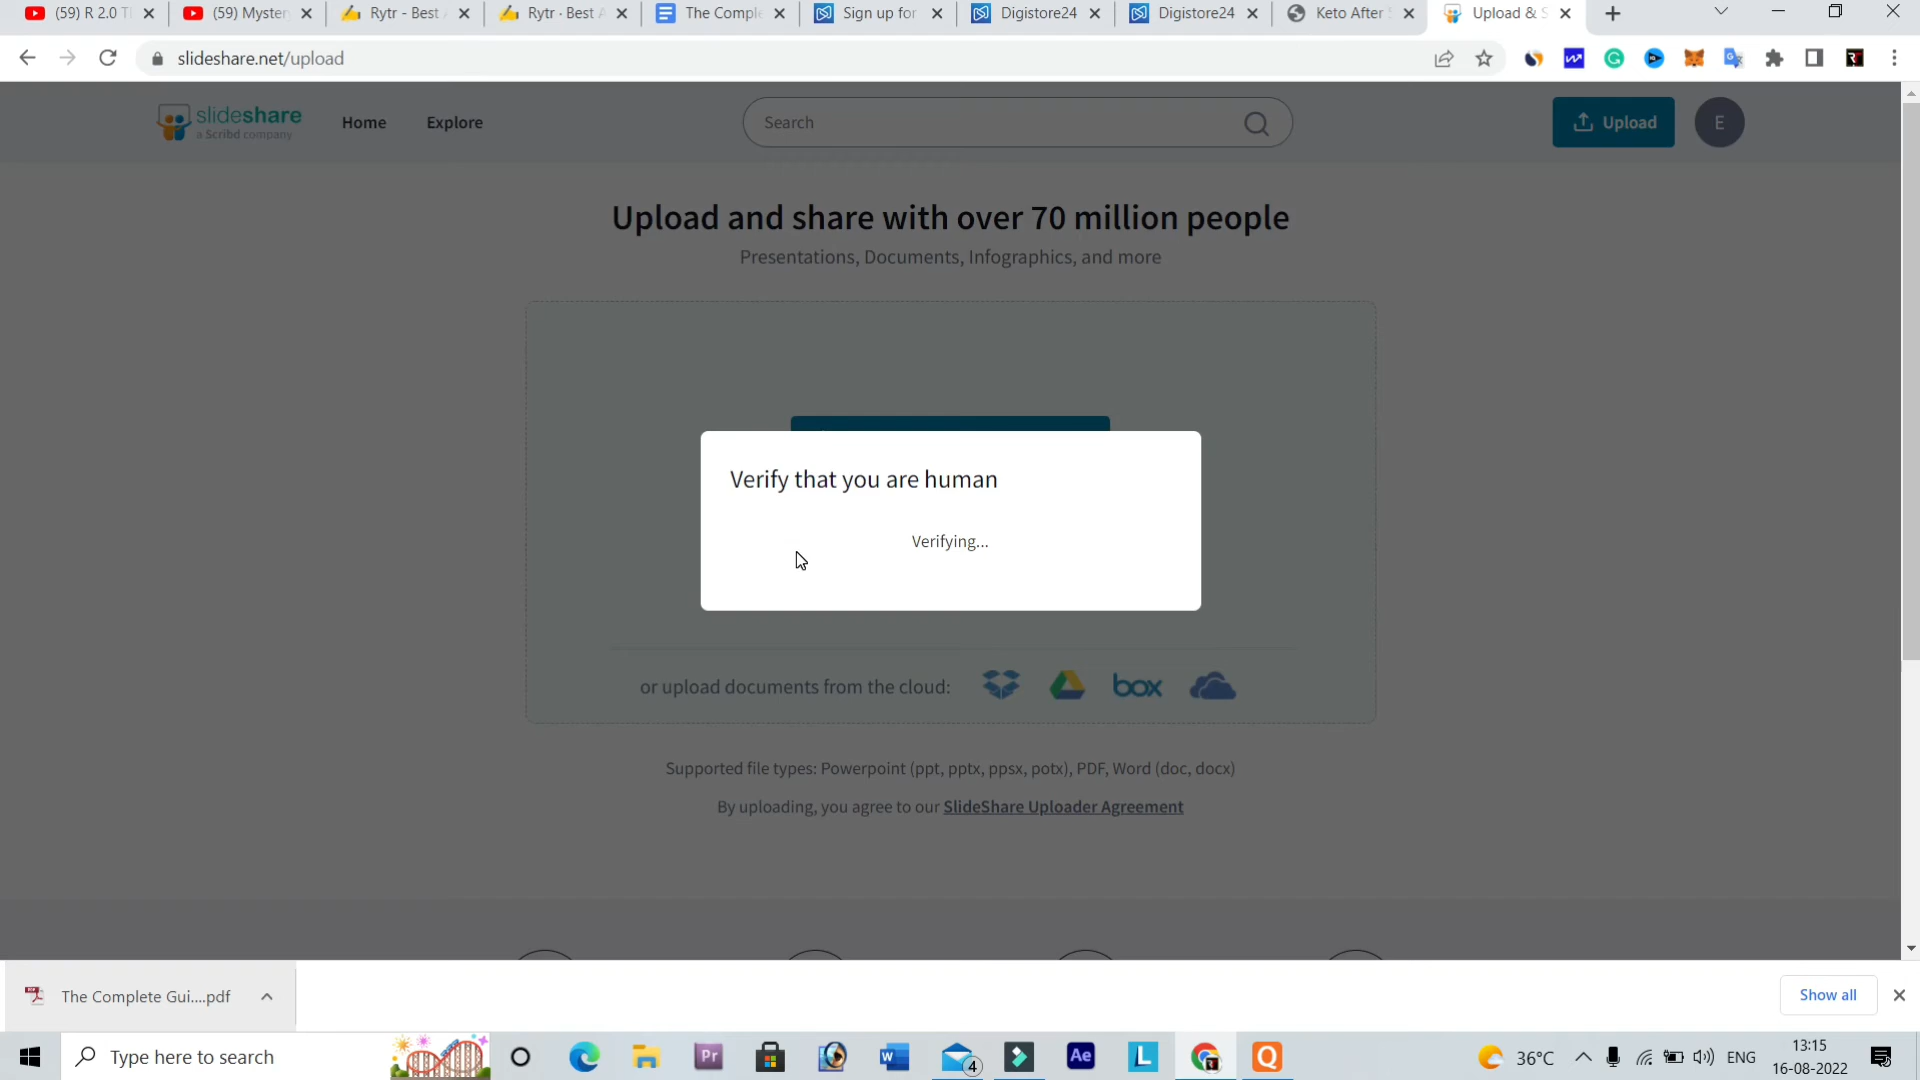 (59) R 2.0 T
(59) Myster
Rytr - Best
Rytr · Best A
The Compl
Sign up for
Digistore24
Digistore24
Keto After
Upload & S
slideshare.net/upload
slideshare
a Scribd company
Home
Explore
Search
Upload
E
Upload and share with over 70 million people
Presentations, Documents, Infographics, and more
Verify that you are human
Verifying...
or upload documents from the cloud:
box
Supported file types: Powerpoint (ppt, pptx, ppsx, potx), PDF, Word (doc, docx)
By uploading, you agree to our SlideShare Uploader Agreement
The Complete Gui....pdf
Show all
Type here to search
Pr
W
4
Ae
L
Q
36°C
ENG
13:15
16-08-2022